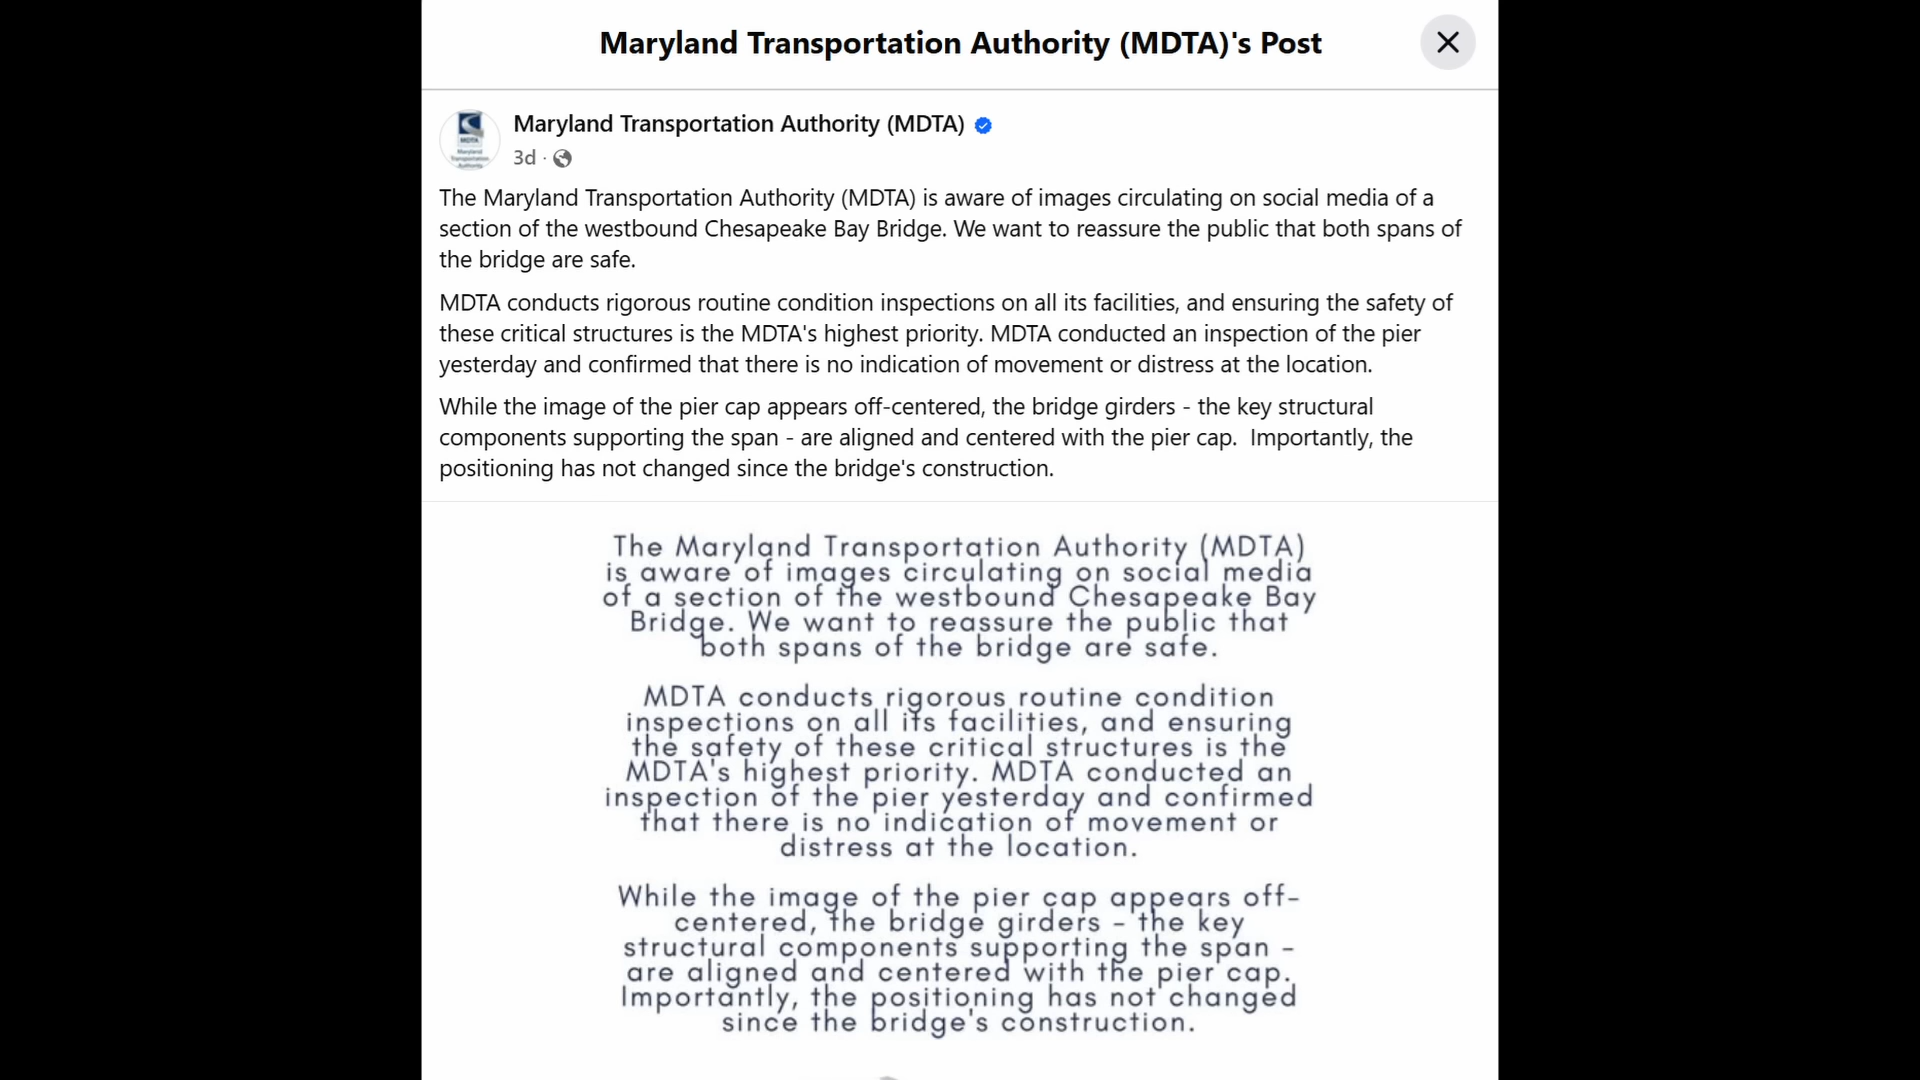 Maryland Transportation Authority (MDTA)'s Post
Maryland Transportation Authority (MDTA)
3d ·
The Maryland Transportation Authority (MDTA) is aware of images circulating on social media of a
section of the westbound Chesapeake Bay Bridge. We want to reassure the public that both spans of
the bridge are safe.
MDTA conducts rigorous routine condition inspections on all its facilities, and ensuring the safety of
these critical structures is the MDTA's highest priority. MDTA conducted an inspection of the pier
yesterday and confirmed that there is no indication of movement or distress at the location.
While the image of the pier cap appears off-centered, the bridge girders - the key structural
components supporting the span - are aligned and centered with the pier cap.  Importantly, the
positioning has not changed since the bridge's construction.
The Maryland Transportation Authority (MDTA)
is aware of images circulating on social media
of a section of the westbound Chesapeake Bay
Bridge. We want to reassure the public that
both spans of the bridge are safe.
MDTA conducts rigorous routine condition
inspections on all its facilities, and ensuring
the safety of these critical structures is the
MDTA's highest priority. MDTA conducted an
inspection of the pier yesterday and confirmed
that there is no indication of movement or
distress at the location.
While the image of the pier cap appears off-
centered, the bridge girders - the key
structural components supporting the span -
are aligned and centered with the pier cap.
Importantly, the positioning has not changed
since the bridge's construction.